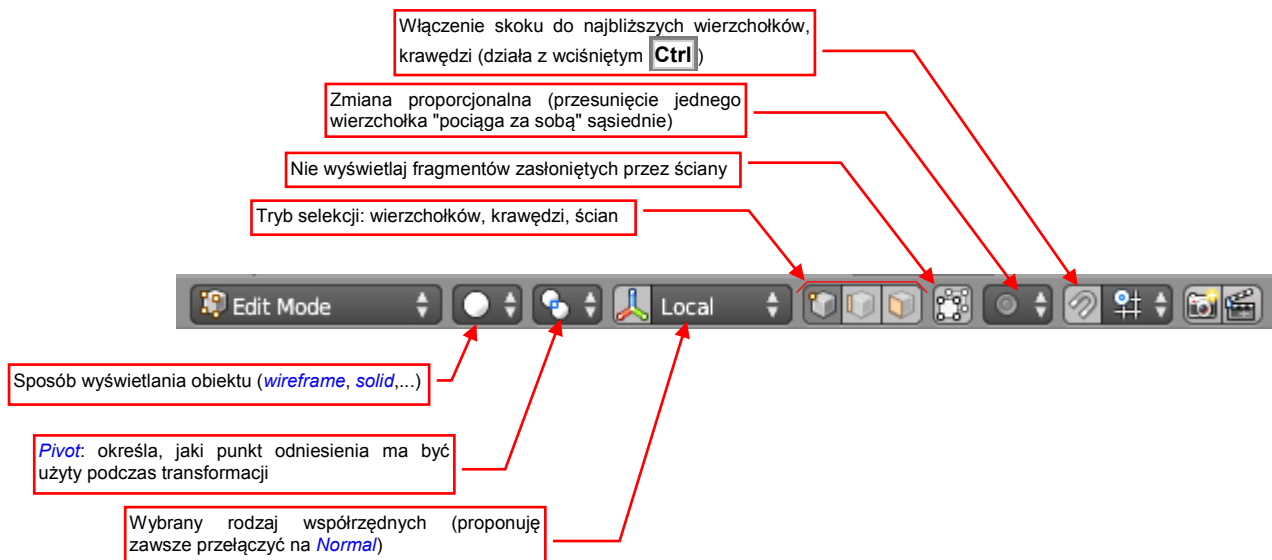 Włączenie skoku do najbliższych wierzchołków,
krawędzi (działa z wciśniętym Ctrl)
Zmiana proporcjonalna (przesunięcie jednego
wierzchołka "pociąga za sobą" sąsiednie)
Nie wyświetlaj fragmentów zasłoniętych przez ściany
Tryb selekcji: wierzchołków, krawędzi, ścian
Edit Mode
Local
Sposób wyświetlania obiektu (wireframe, solid,...)
Pivot: określa, jaki punkt odniesienia ma być
użyty podczas transformacji
Wybrany rodzaj współrzędnych (proponuję
zawsze przełączyć na Normal)